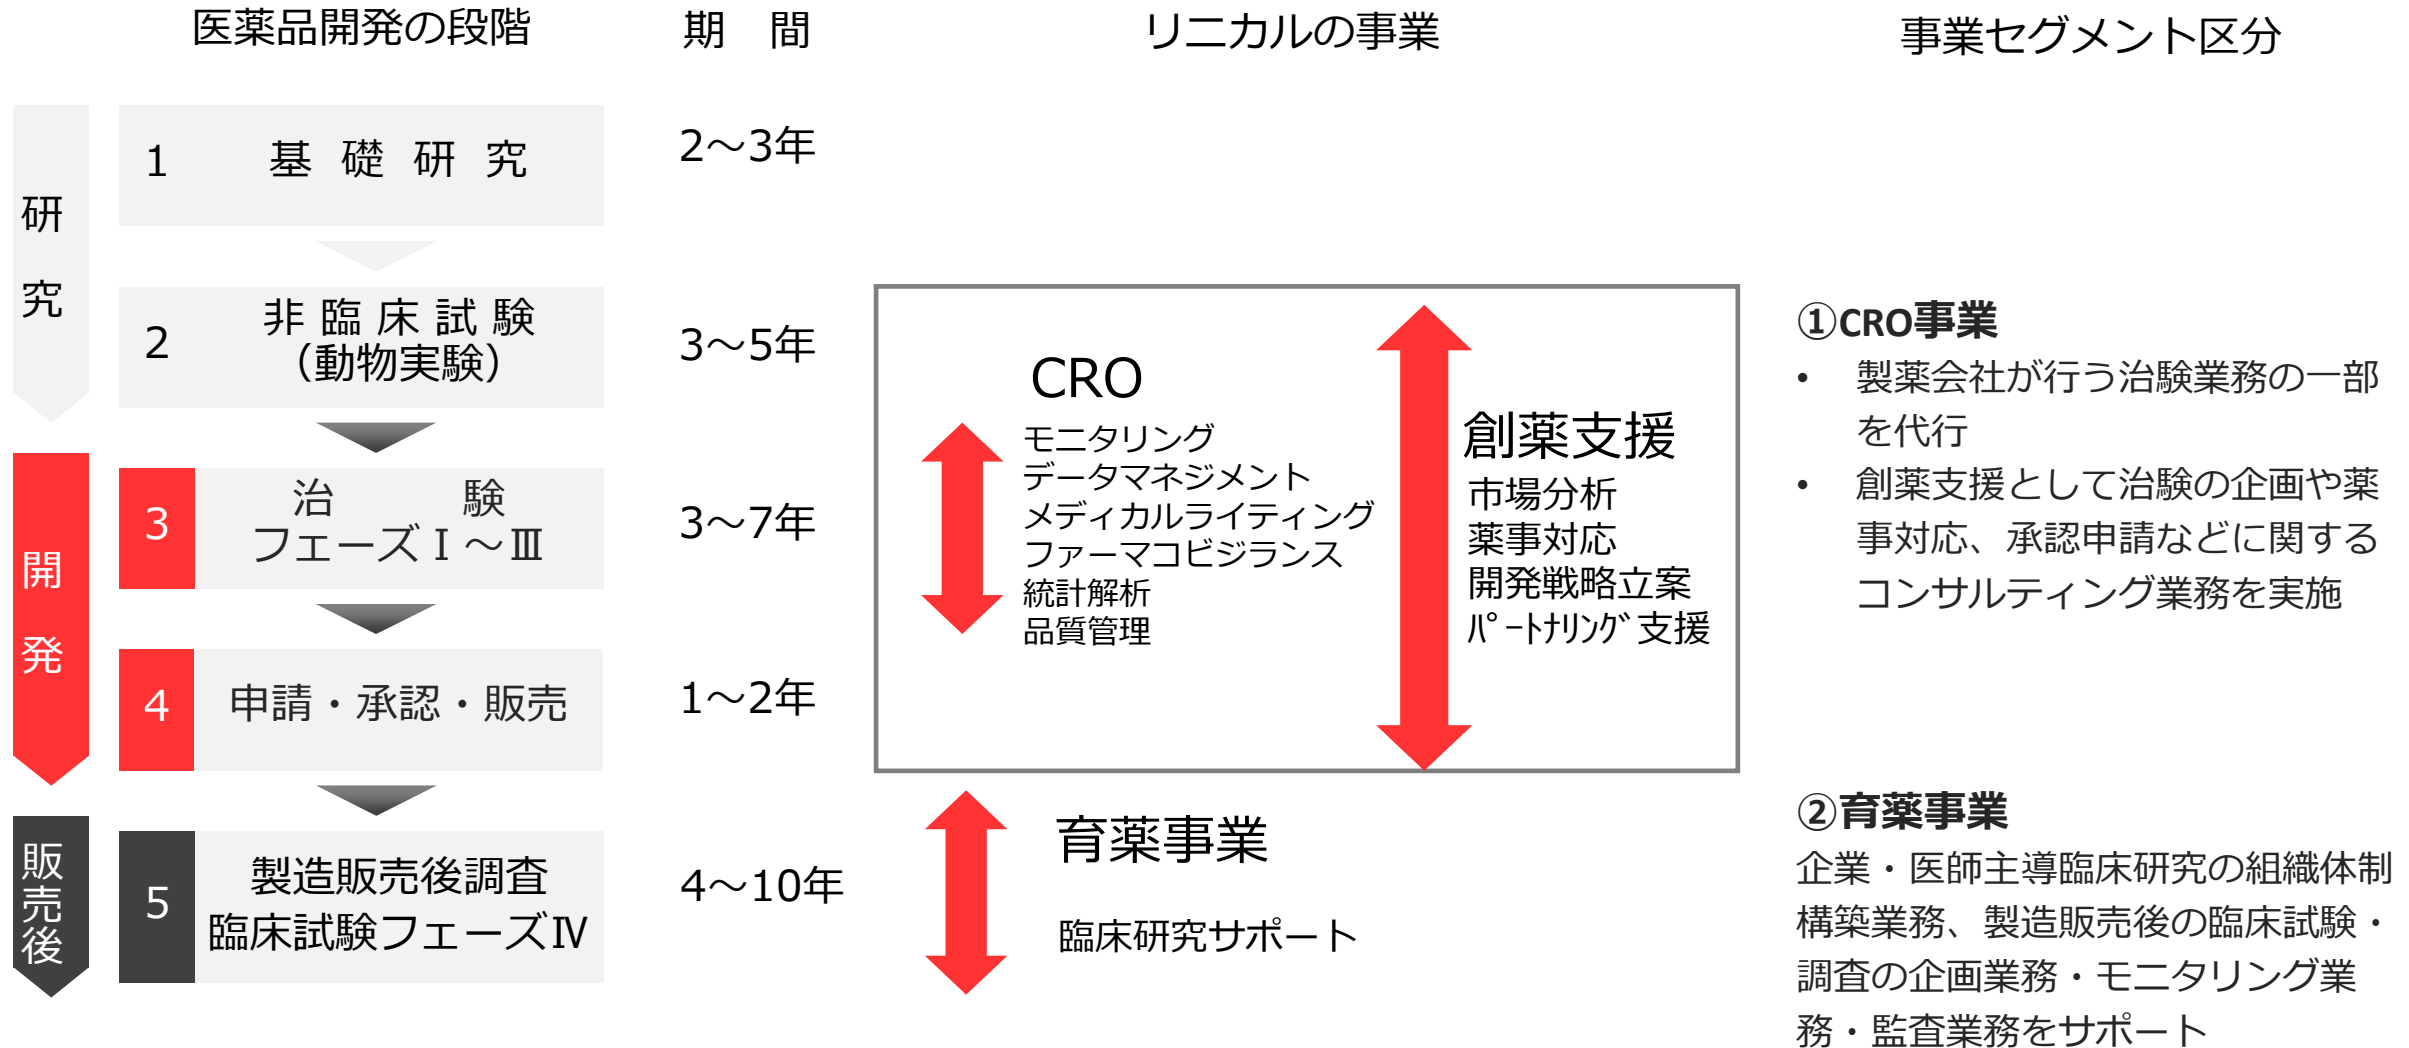 医薬品開発の段階
期　間
リニカルの事業
事業セグメント区分
研究
1
基 礎 研 究
2～3年
2
非 臨 床 試 験
（動物実験）
3～5年
開発
3
治　　　験
フェーズⅠ～Ⅲ
3～7年
4
申請・承認・販売
1～2年
販売後
5
製造販売後調査
臨床試験フェーズⅣ
4～10年
CRO
モニタリング
データマネジメント
メディカルライティング
ファーマコビジランス
統計解析
品質管理
創薬支援
市場分析
薬事対応
開発戦略立案
ﾊﾟｰﾄﾅﾘﾝｸﾞ支援
育薬事業
臨床研究サポート
①CRO事業
• 製薬会社が行う治験業務の一部
を代行
• 創薬支援として治験の企画や薬
事対応、承認申請などに関する
コンサルティング業務を実施
②育薬事業
企業・医師主導臨床研究の組織体制
構築業務、製造販売後の臨床試験・
調査の企画業務・モニタリング業
務・監査業務をサポート